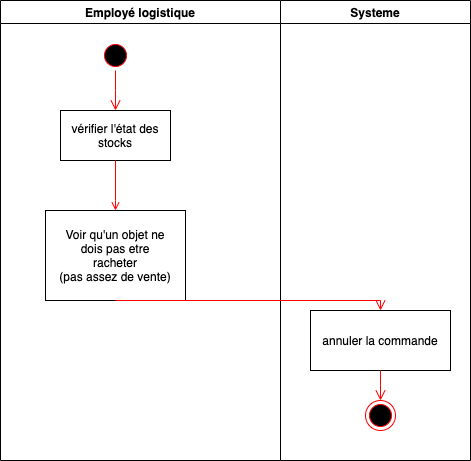 Employé logistique
Systeme
vérifier l'état des
stocks
Voir qu'un objet ne
dois pas etre
racheter
(pas assez de vente)
annuler la commande